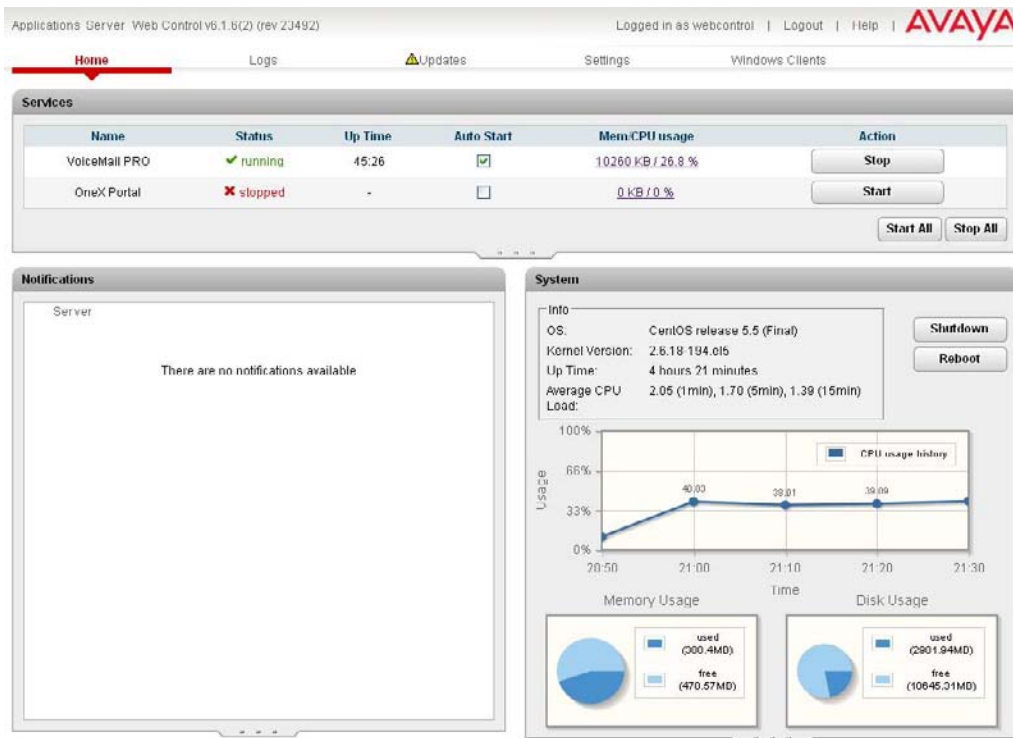 Applications Server Web Control v6.1.6(2) (rev 23492)
Logged in as webcontrol | Logout | Help | AVAYA
Home Logs Updates Settings Windows Clients
Services
Name Status Up Time Auto Start Mem/CPU usage Action
VoiceMail PRO running 45:26 10260 KB / 26.8 % Stop
OneX Portal stopped - 0 KB / 0 % Start
Start All Stop All
Notifications
Server
There are no notifications available
System
Info
OS: CentOS release 5.5 (Final)
Kernel Version: 2.6.18-194.el5
Up Time: 4 hours 21 minutes
Average CPU Load: 2.05 (1min), 1.70 (5min), 1.39 (15min)
Shutdown
Reboot
100%
66%
33%
0%
Usage
CPU usage history
40.03 38.01 39.09
20:50 21:00 21:10 21:20 21:30
Time
Memory Usage
used
(300.4MB)
free
(470.57MB)
Disk Usage
used
(2901.94MB)
free
(10645.31MB)